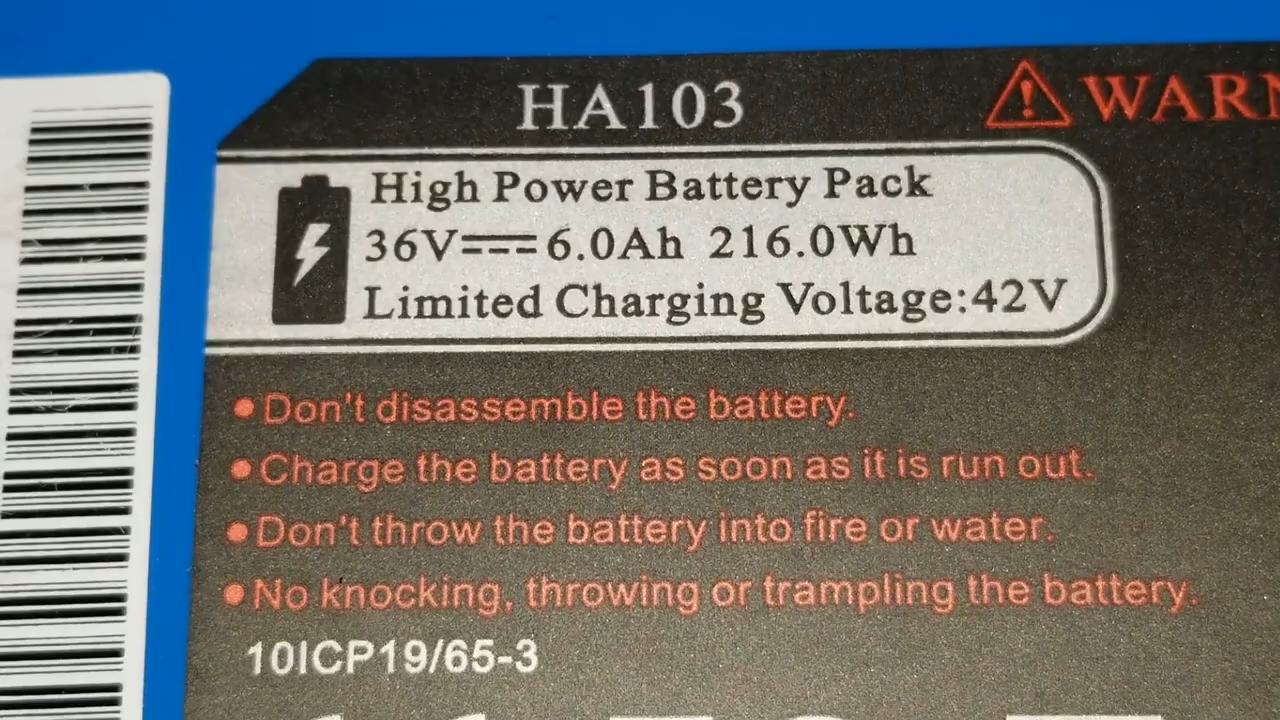 HA103
WARN
High Power Battery Pack
36V⎓6.0Ah 216.0Wh
Limited Charging Voltage:42V
•Don't disassemble the battery.
•Charge the battery as soon as it is run out.
•Don't throw the battery into fire or water.
•No knocking, throwing or trampling the battery.
10ICP19/65-3